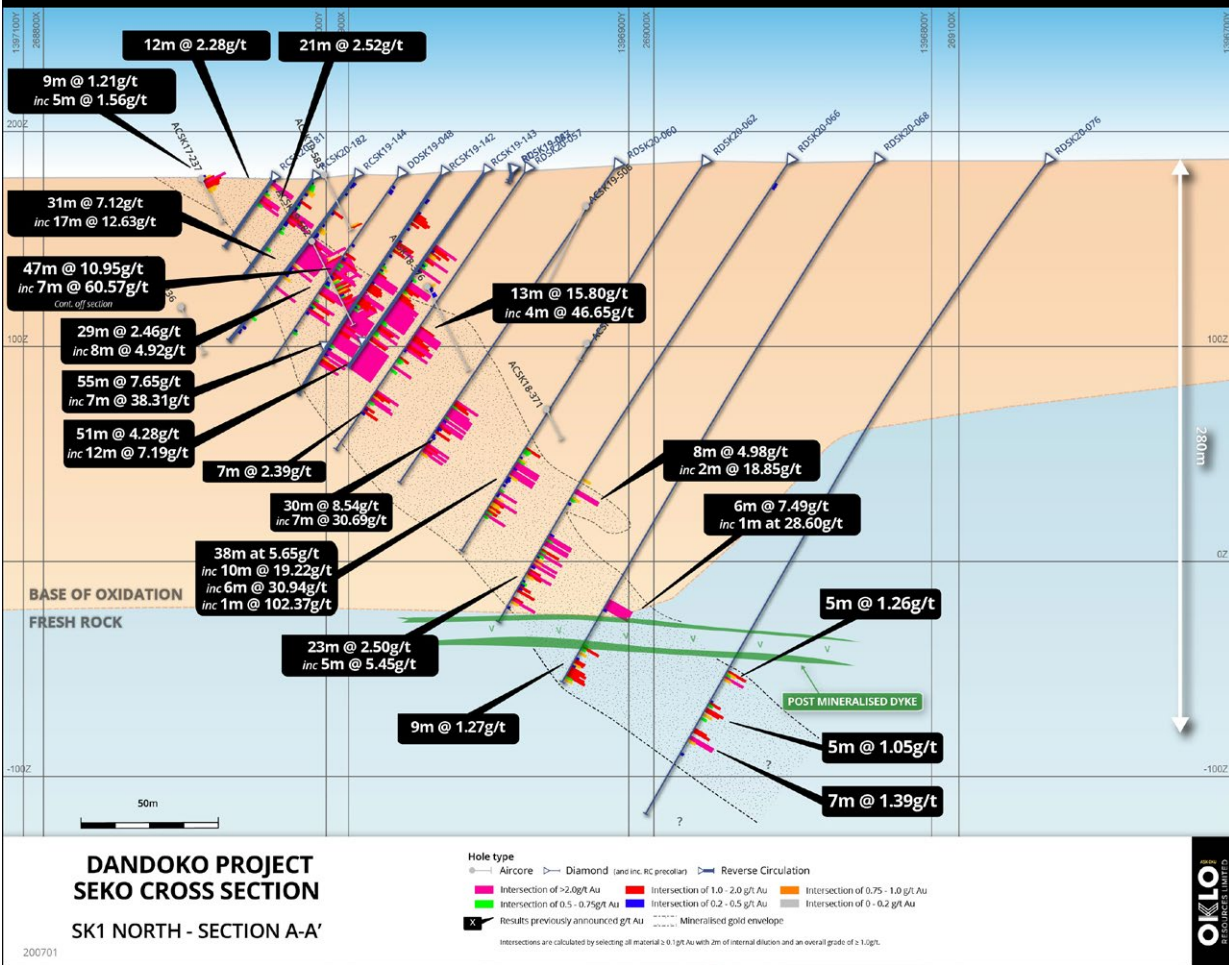 1397100Y
268800X
1396900Y
269000X
1396800Y
269100X
12m @ 2.28g/t
21m @ 2.52g/t
9m @ 1.21g/t
inc 5m @ 1.56g/t
200Z
ACSK17-237
RCSK20-182
RCSK19-144
DDSK19-048
RCSK19-142
RCSK19-143
RDSK20-057
RDSK20-060
RDSK20-062
RDSK20-066
RDSK20-068
RDSK20-076
31m @ 7.12g/t
inc 17m @ 12.63g/t
47m @ 10.95g/t
inc 7m @ 60.57g/t
Cont. off section
13m @ 15.80g/t
inc 4m @ 46.65g/t
29m @ 2.46g/t
inc 8m @ 4.92g/t
100Z
100Z
55m @ 7.65g/t
inc 7m @ 38.31g/t
ACSK18-371
51m @ 4.28g/t
inc 12m @ 7.19g/t
280m
7m @ 2.39g/t
8m @ 4.98g/t
inc 2m @ 18.85g/t
30m @ 8.54g/t
inc 7m @ 30.69g/t
6m @ 7.49g/t
inc 1m at 28.60g/t
38m at 5.65g/t
inc 10m @ 19.22g/t
inc 6m @ 30.94g/t
inc 1m @ 102.37g/t
0Z
0Z
BASE OF OXIDATION
FRESH ROCK
5m @ 1.26g/t
23m @ 2.50g/t
inc 5m @ 5.45g/t
v v v v v v
POST MINERALISED DYKE
9m @ 1.27g/t
5m @ 1.05g/t
?
-100Z
-100Z
7m @ 1.39g/t
50m
?
DANDOKO PROJECT
SEKO CROSS SECTION
SK1 NORTH - SECTION A-A’
200701
Hole type
Aircore Diamond (and inc. RC precollar) Reverse Circulation
Intersection of >2.0g/t Au Intersection of 1.0 - 2.0 g/t Au Intersection of 0.75 - 1.0 g/t Au
Intersection of 0.5 - 0.75g/t Au Intersection of 0.2 - 0.5 g/t Au Intersection of 0 - 0.2 g/t Au
X Results previously announced g/t Au Mineralised gold envelope
Intersections are calculated by selecting all material ≥ 0.1g/t Au with 2m of internal dilution and an overall grade of ≥ 1.0g/t.
OKLO
RESOURCES LIMITED